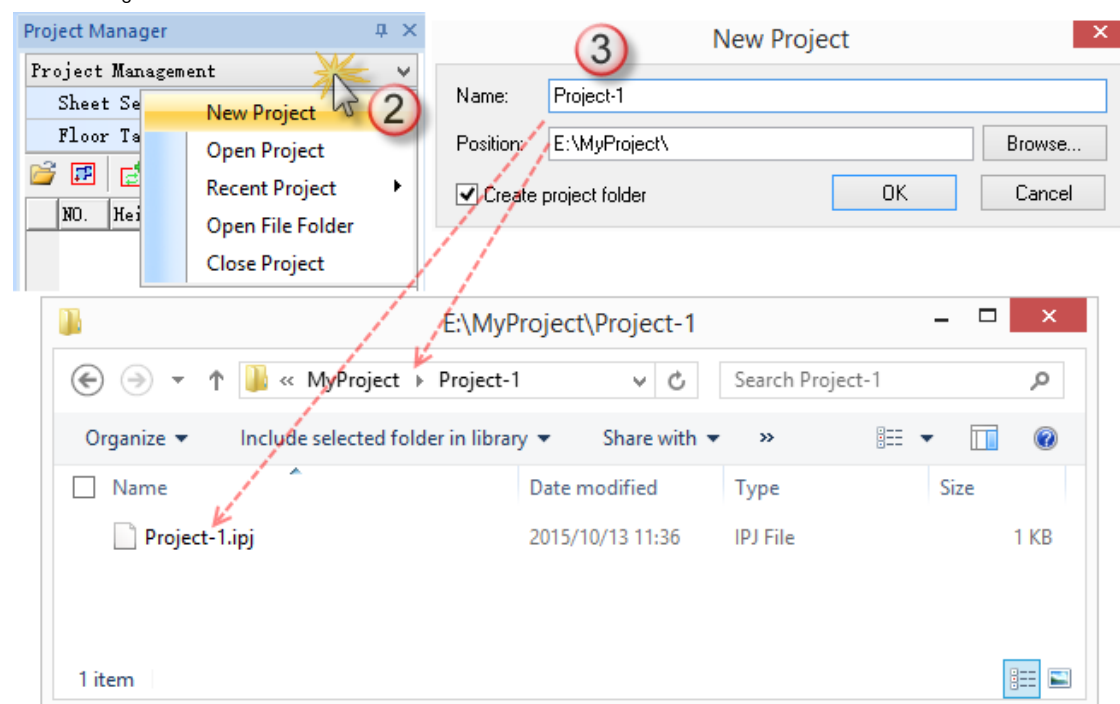 Project Manager
Project Management
Sheet Se
Floor Ta
New Project
2
Open Project
Recent Project
Open File Folder
Close Project
NO. Hei
3
New Project
Name: Project-1
Position: E:\MyProject\ Browse...
Create project folder OK Cancel
E:\MyProject\Project-1
« MyProject Project-1 Search Project-1
Organize Include selected folder in library Share with »
Name Date modified Type Size
Project-1.ipj 2015/10/13 11:36 IPJ File 1 KB
1 item